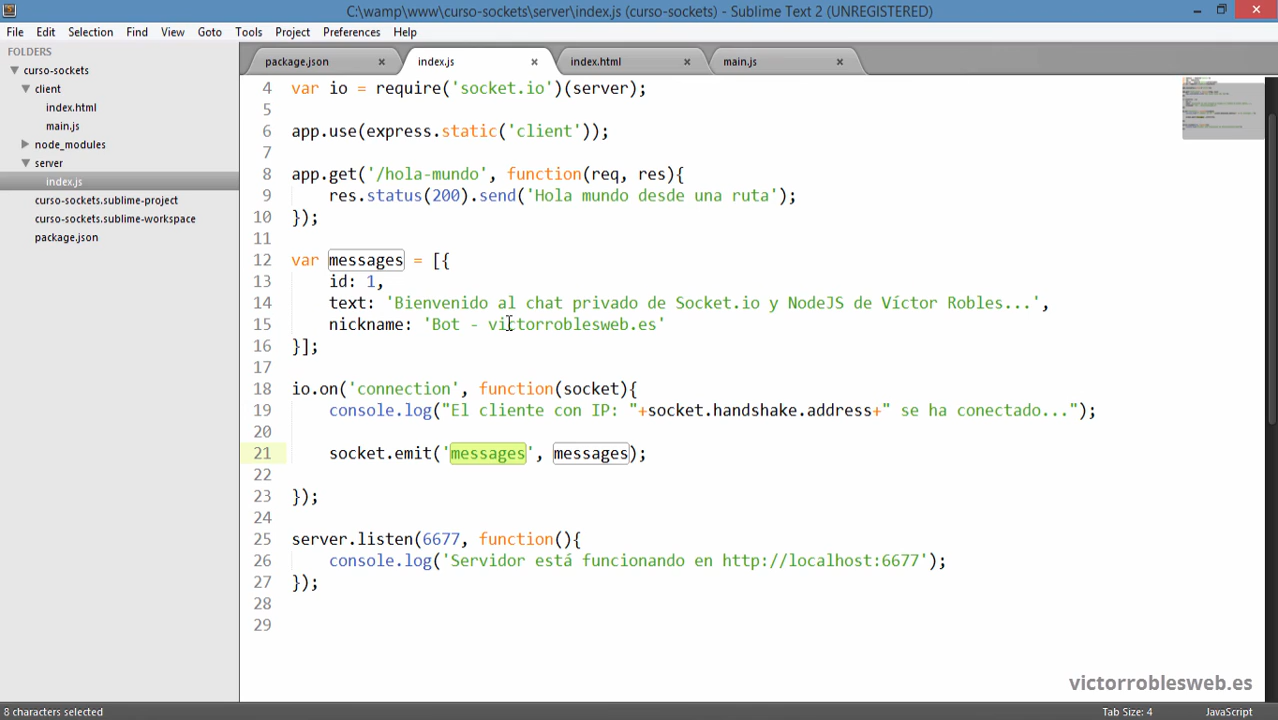 C:\wamp\www\curso-sockets\server\index.js (curso-sockets) - Sublime Text 2 (UNREGISTERED)
File Edit Selection Find View Goto Tools Project Preferences Help
FOLDERS
curso-sockets
client
index.html
main.js
node_modules
server
index.js
curso-sockets.sublime-project
curso-sockets.sublime-workspace
package.json
package.json index.js index.html main.js
4 var io = require('socket.io')(server);
5
6 app.use(express.static('client'));
7
8 app.get('/hola-mundo', function(req, res){
9 res.status(200).send('Hola mundo desde una ruta');
10 });
11
12 var messages = [{
13 id: 1,
14 text: 'Bienvenido al chat privado de Socket.io y NodeJS de Víctor Robles...',
15 nickname: 'Bot - victorroblesweb.es'
16 }];
17
18 io.on('connection', function(socket){
19 console.log("El cliente con IP: "+socket.handshake.address+" se ha conectado...");
20
21 socket.emit('messages', messages);
22
23 });
24
25 server.listen(6677, function(){
26 console.log('Servidor está funcionando en http://localhost:6677');
27 });
28
29
victorroblesweb.es
8 characters selected Tab Size: 4 JavaScript